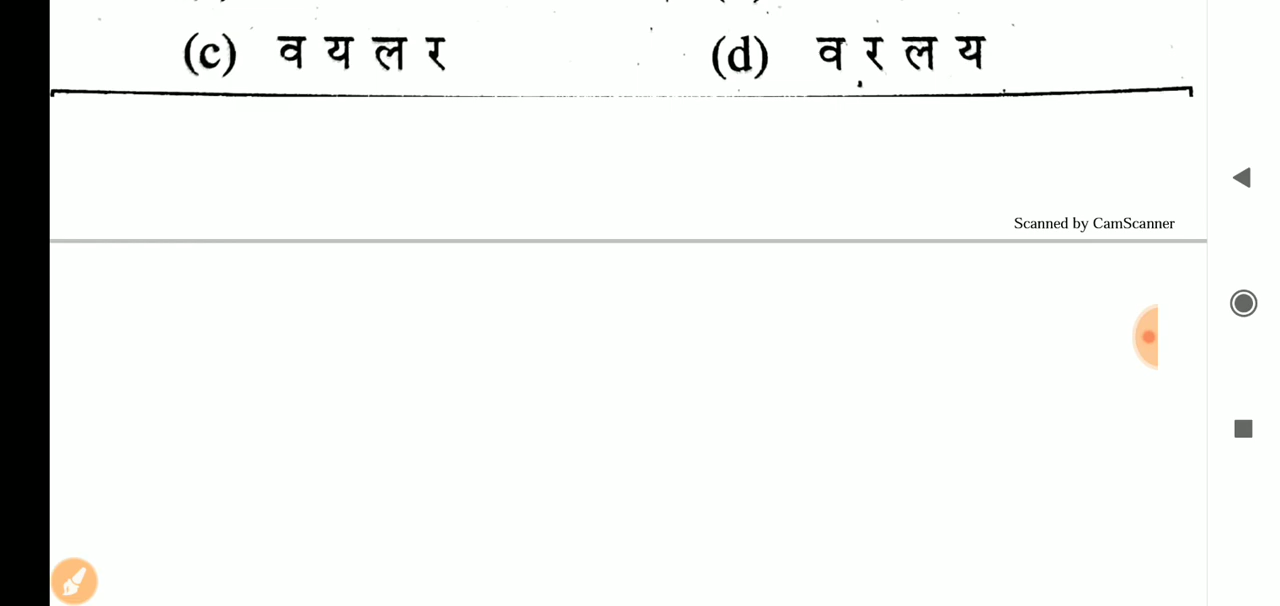 (c) व य ल र (d) व र ल य
Scanned by CamScanner